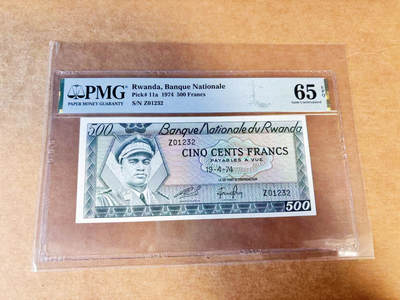 PMG
PAPER MONEY GUARANTY
Rwanda, Banque Nationale
Pick# 11a 1974 500 Francs
S/N Z01232
65 EPQ
500
Banque Nationale du Rwanda
Z01232
CINQ CENTS FRANCS
PAYABLES A VUE
19-4-74
Z01232
500